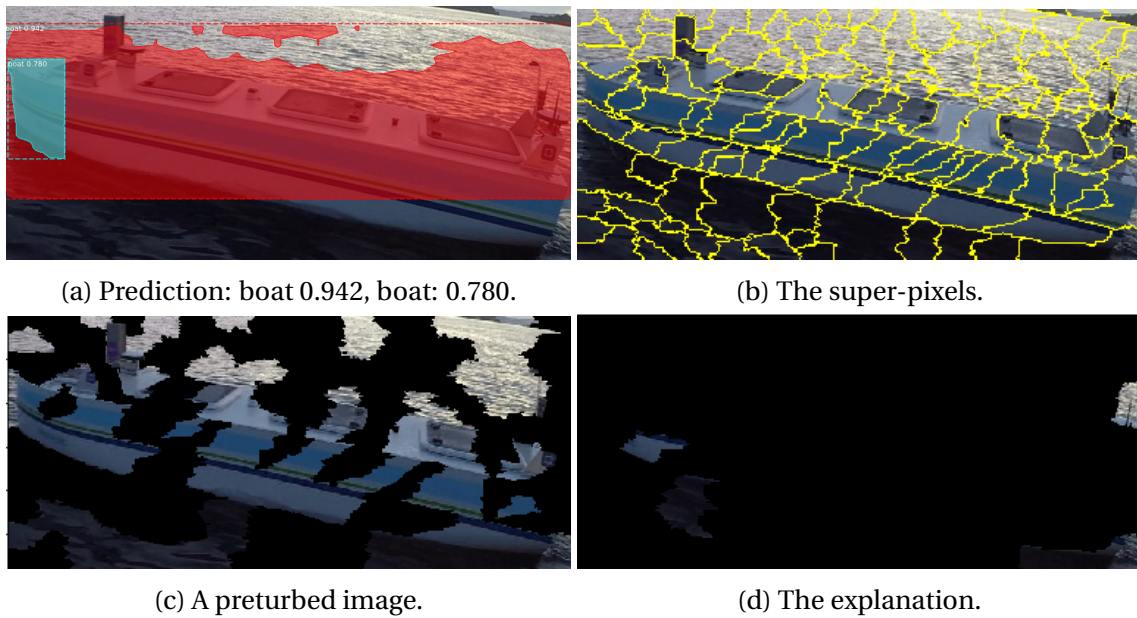 boat 0.942
boat 0.780
(a) Prediction: boat 0.942, boat: 0.780.
(b) The super-pixels.
(c) A preturbed image.
(d) The explanation.